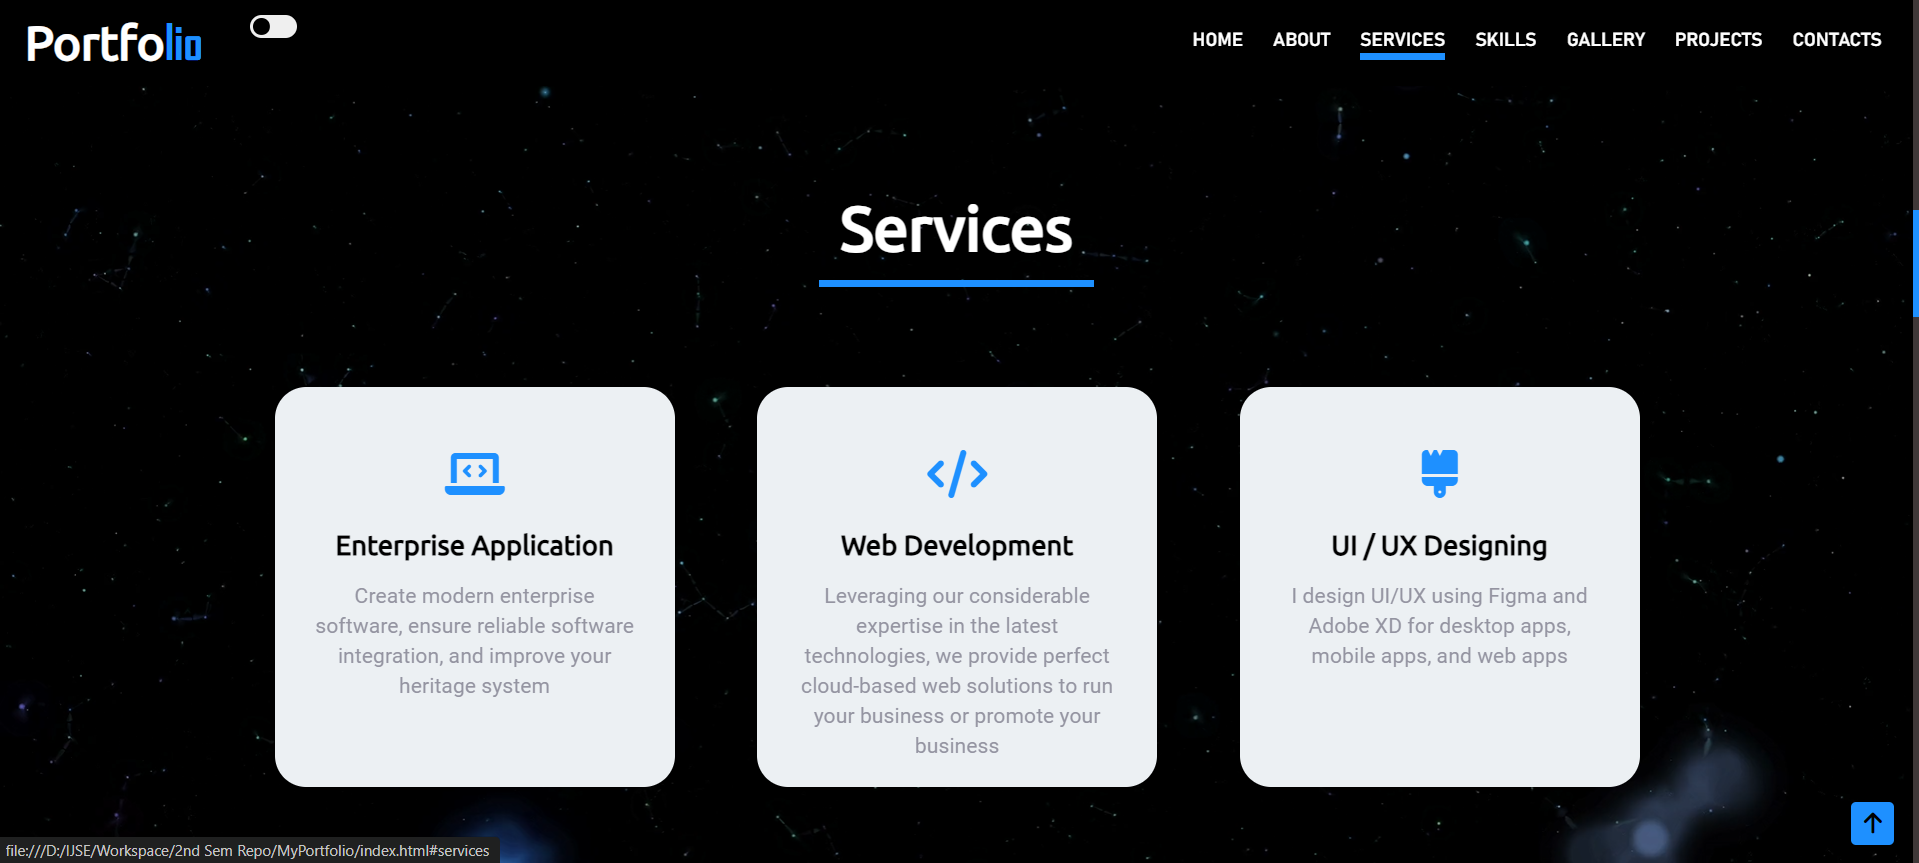 Portfolio
HOME ABOUT SERVICES SKILLS GALLERY PROJECTS CONTACTS
Services
Enterprise Application
Create modern enterprise
software, ensure reliable software
integration, and improve your
heritage system
Web Development
Leveraging our considerable
expertise in the latest
technologies, we provide perfect
cloud-based web solutions to run
your business or promote your
business
UI / UX Designing
I design UI/UX using Figma and
Adobe XD for desktop apps,
mobile apps, and web apps
file:///D:/IJSE/Workspace/2nd Sem Repo/MyPortfolio/index.html#services